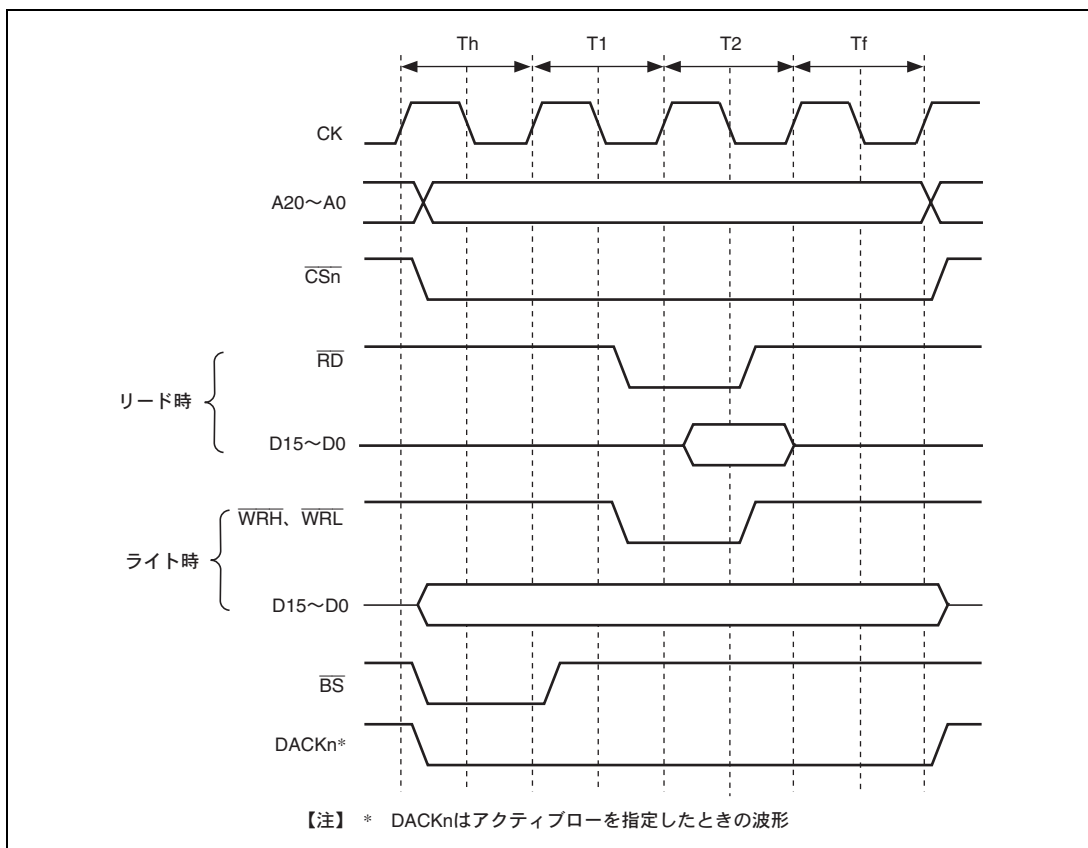 Th T1 T2 Tf
CK
A20～A0
CSn
RD
リード時
D15～D0
WRH、WRL
ライト時
D15～D0
BS
DACKn*
【注】 * DACKnはアクティブローを指定したときの波形